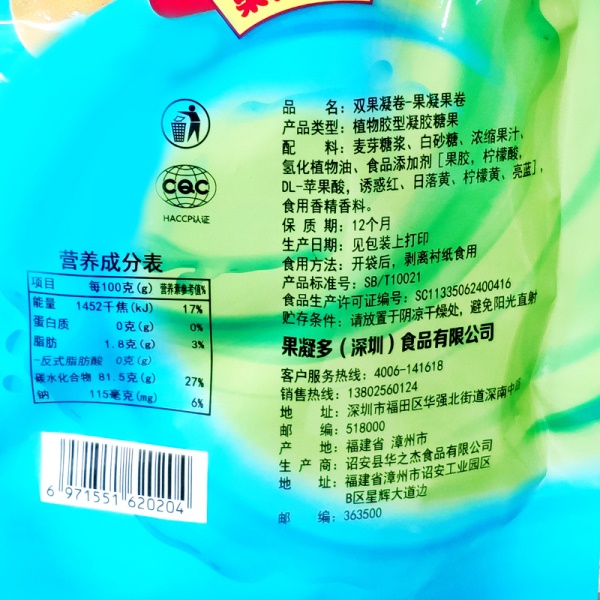 品 名：双果凝卷-果凝果卷
产品类型：植物胶型凝胶糖果
配 料：麦芽糖浆、白砂糖、浓缩果汁、
氢化植物油、食品添加剂[果胶，柠檬酸，
DL-苹果酸，诱惑红、日落黄、柠檬黄、亮蓝]，
食用香精香料。
保 质 期：12个月
生产日期：见包装上打印
食用方法：开袋后，剥离衬纸食用
产品标准号：SB/T10021
食品生产许可证编号：SC11335062400416
贮存条件：请放置于阴凉干燥处，避免阳光直射
果凝多（深圳）食品有限公司
客户服务热线：4006-141618
销售热线：13802560124
地 址：深圳市福田区华强北街道深南中
邮 编：518000
产 地：福建省 漳州市
生 产 商：诏安县华之杰食品有限公司
地 址：福建省漳州市诏安工业园区
B区星辉大道边
邮 编：363500
CQC
HACCP认证
营养成分表
项目 每100克(g) 营养素参考值%
能量 1452千焦(kJ) 17%
蛋白质 0克(g) 0%
脂肪 1.8克(g) 3%
-反式脂肪酸 0克(g)
碳水化合物 81.5克(g) 27%
钠 115毫克(mg) 6%
6 971551 620204